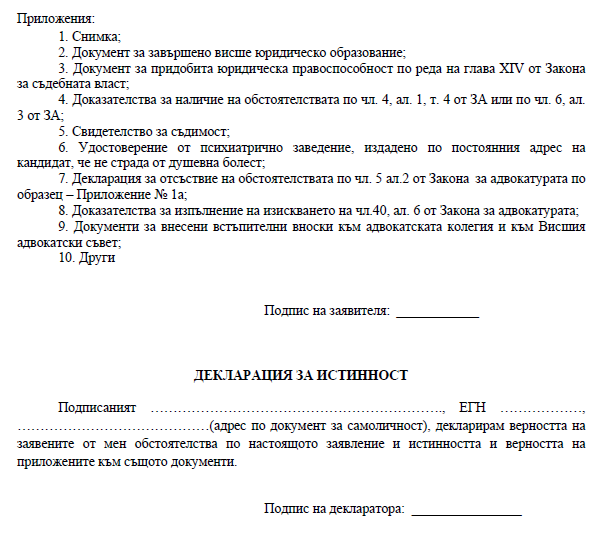 Приложения:
1. Снимка;
2. Документ за завършено висше юридическо образование;
3. Документ за придобита юридическа правоспособност по реда на глава XIV от Закона
за съдебната власт;
4. Доказателства за наличие на обстоятелствата по чл. 4, ал. 1, т. 4 от ЗА или по чл. 6, ал.
3 от ЗА;
5. Свидетелство за съдимост;
6. Удостоверение от психиатрично заведение, издадено по постоянния адрес на
кандидат, че не страда от душевна болест;
7. Декларация за отсъствие на обстоятелствата по чл. 5 ал.2 от Закона за адвокатурата по
образец – Приложение № 1а;
8. Доказателства за изпълнение на изискването на чл.40, ал. 6 от Закона за адвокатурата;
9. Документи за внесени встъпителни вноски към адвокатската колегия и към Висшия
адвокатски съвет;
10. Други
Подпис на заявителя: _____________
ДЕКЛАРАЦИЯ ЗА ИСТИННОСТ
Подписаният ………………………………………………………., ЕГН ………………,
……………………………………(адрес по документ за самоличност), декларирам верността на
заявените от мен обстоятелства по настоящото заявление и истинността и верността на
приложените към същото документи.
Подпис на декларатора: _________________